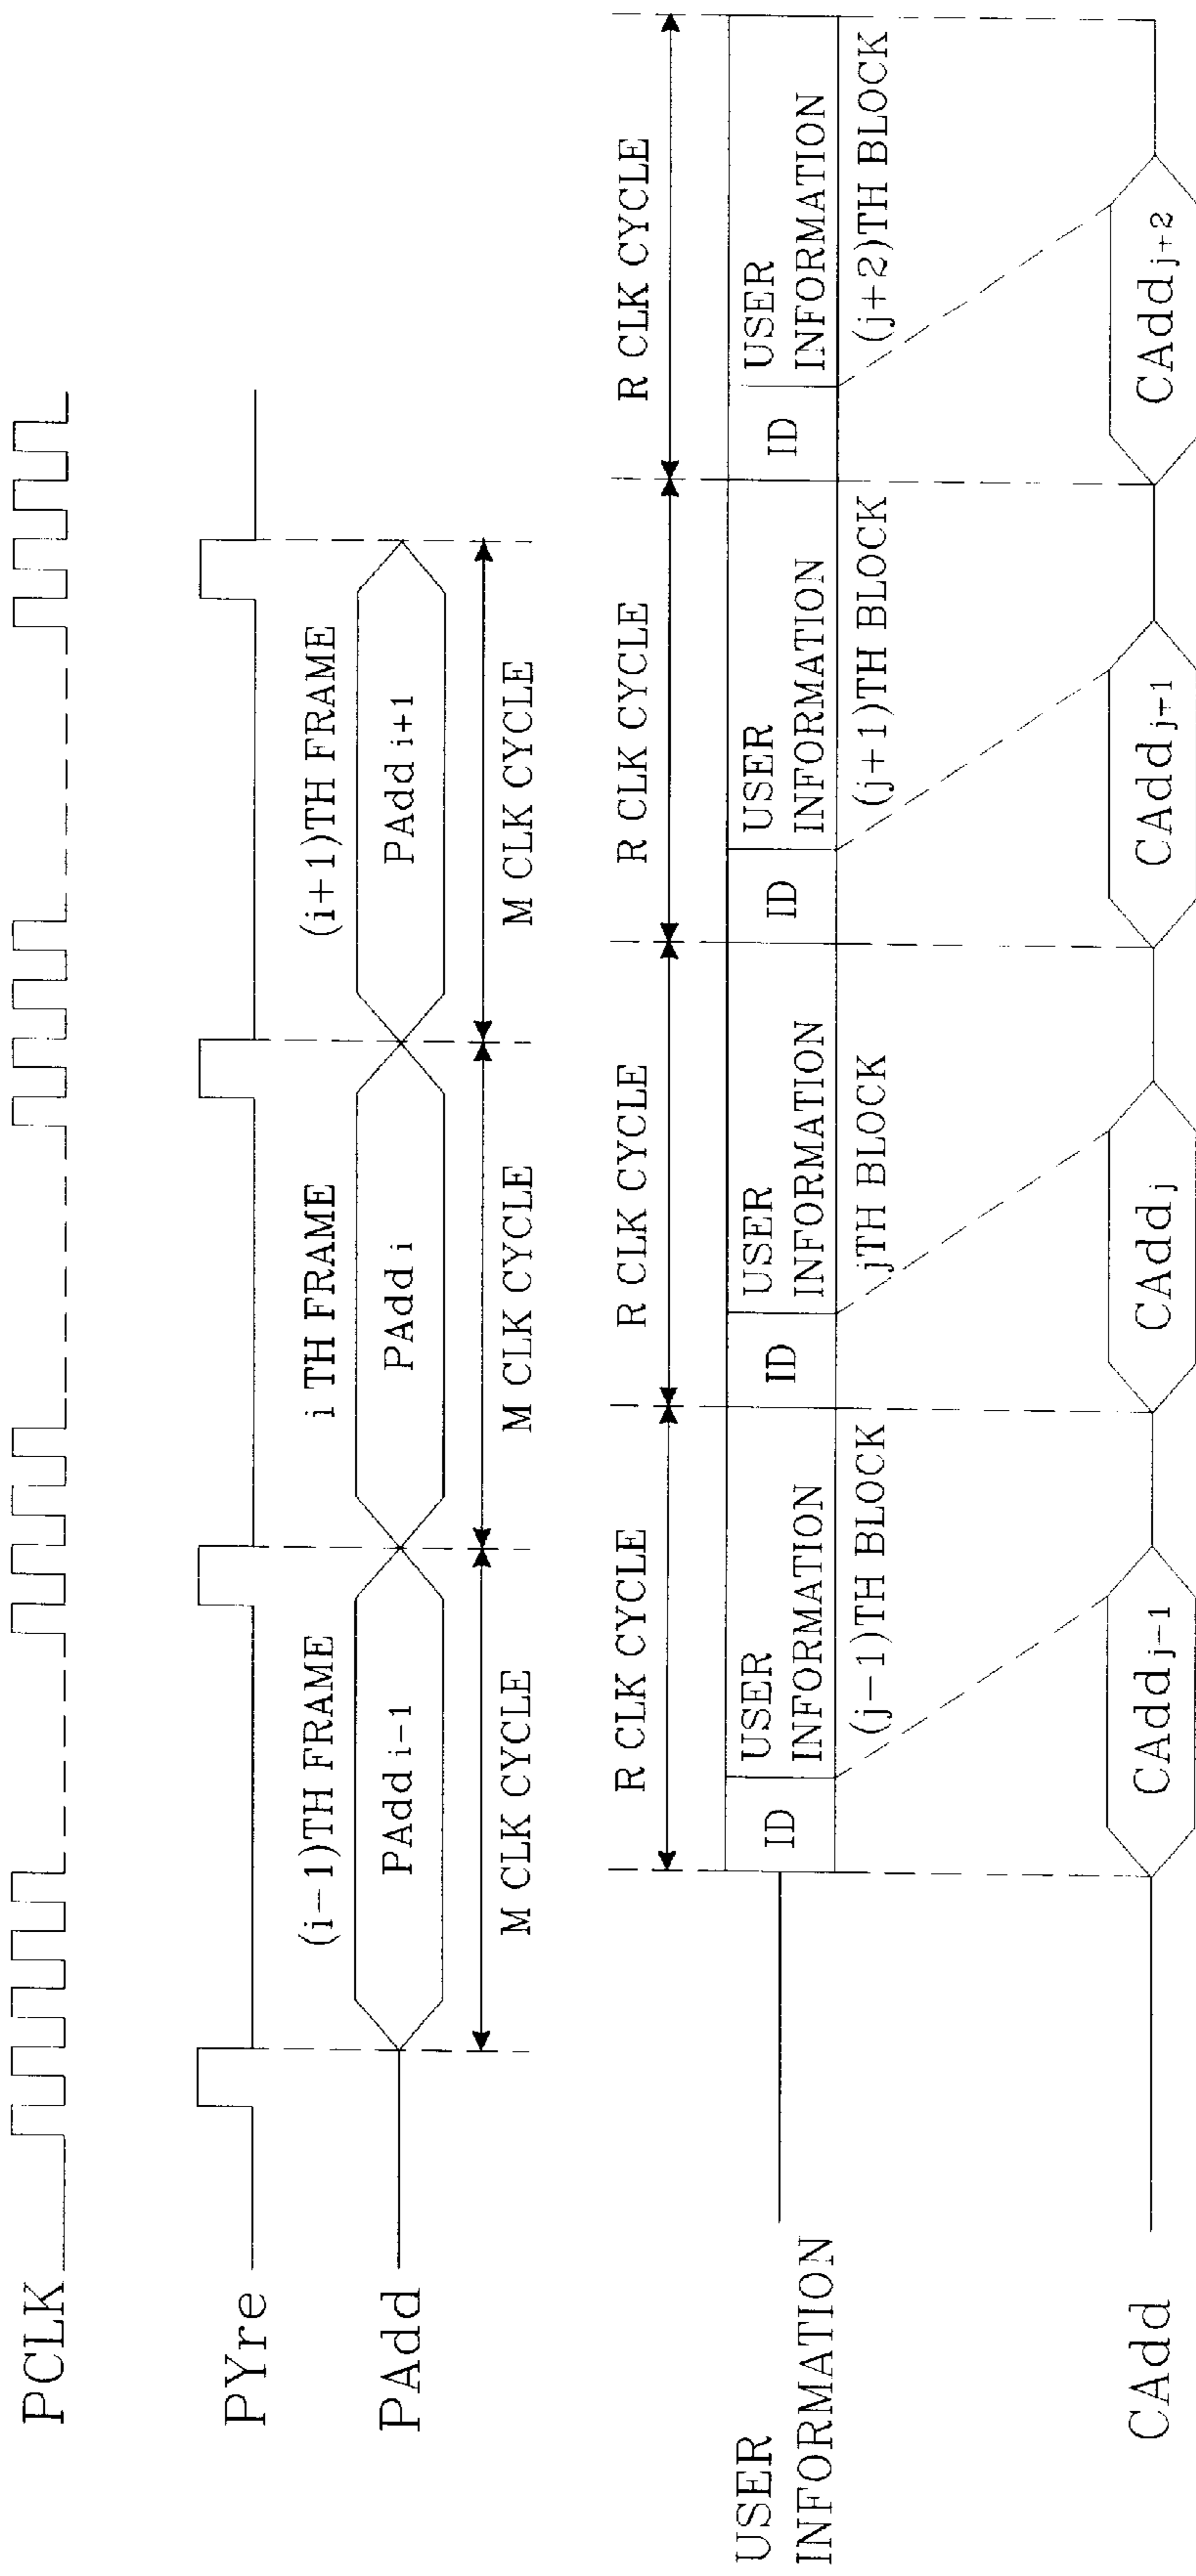 PCLK
PYre
(i-1)TH FRAME
i TH FRAME
(i+1)TH FRAME
PAdd
PAdd i-1
PAdd i
PAdd i+1
M CLK CYCLE
M CLK CYCLE
M CLK CYCLE
R CLK CYCLE
R CLK CYCLE
R CLK CYCLE
R CLK CYCLE
USER
INFORMATION
ID
USER
INFORMATION
ID
USER
INFORMATION
ID
USER
INFORMATION
ID
USER
INFORMATION
(j-1)TH BLOCK
jTH BLOCK
(j+1)TH BLOCK
(j+2)TH BLOCK
CAdd
CAdd j-1
CAdd j
CAdd j+1
CAdd j+2